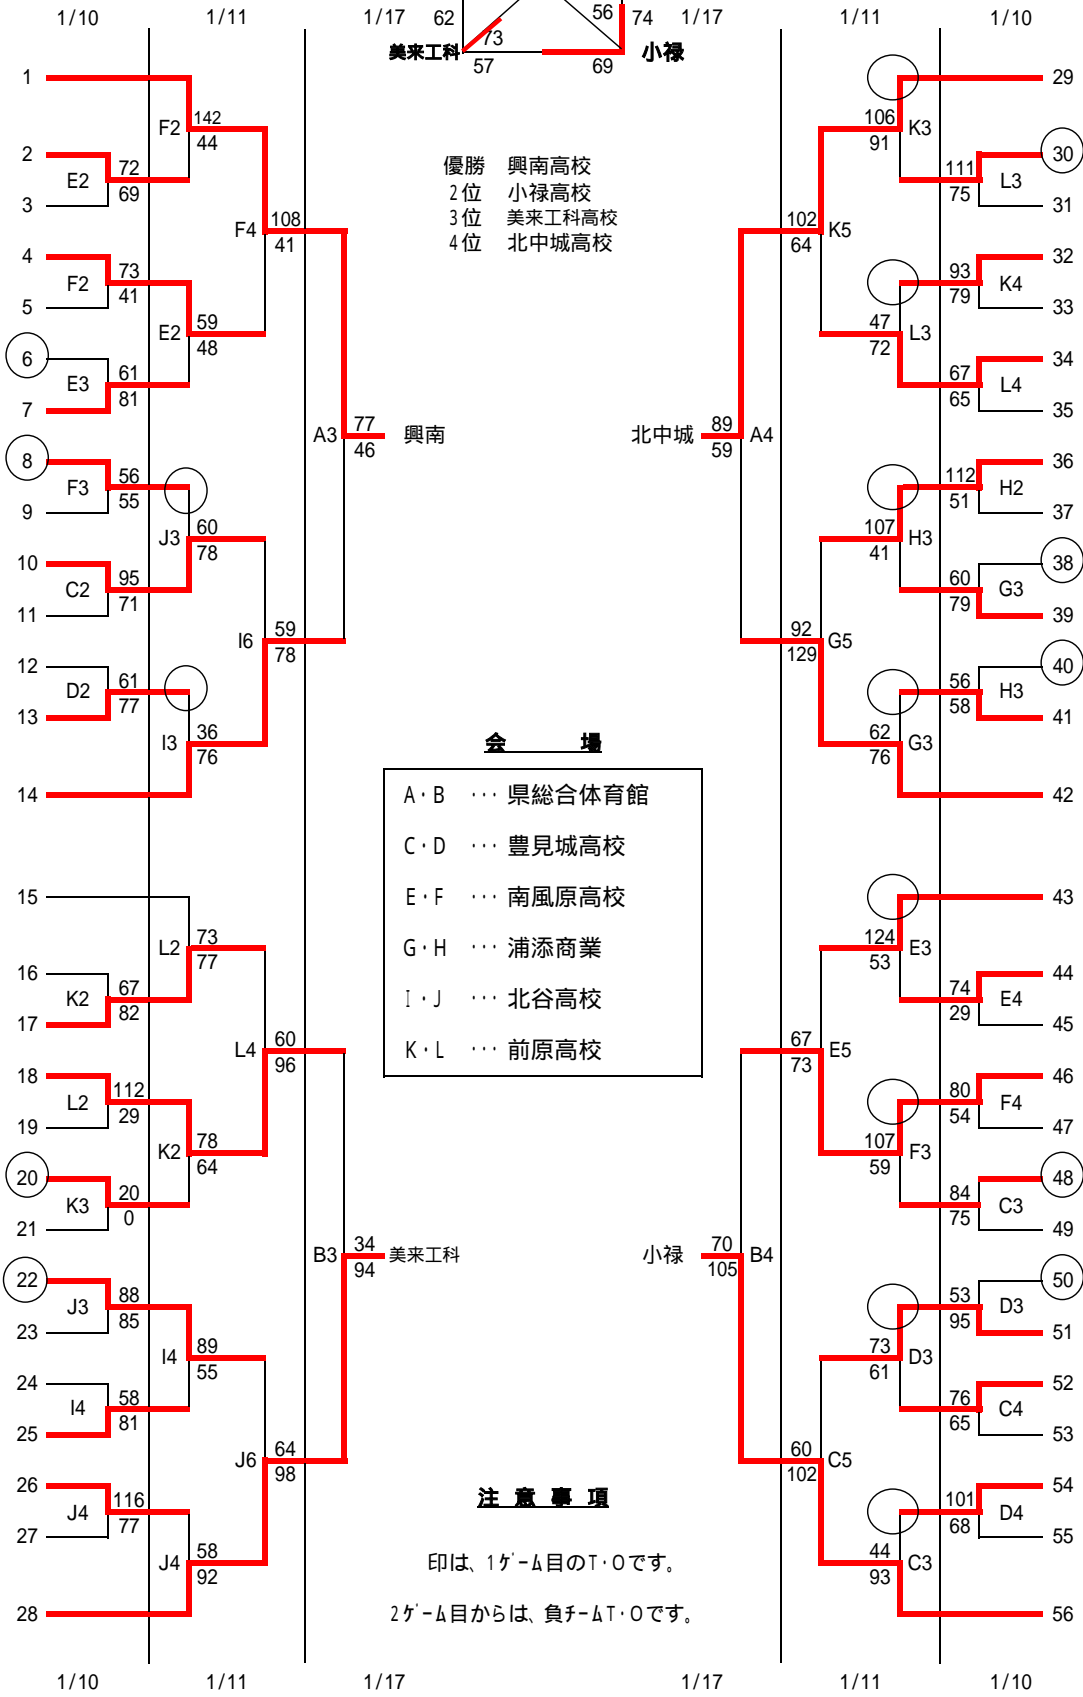 1/10 1/11 1/17 62 56 74 1/17 1/11 1/10
73
美来工科 小禄
57 69
1 29
F2 142 44 106 91 K3
2 30
E2 72 69 111 75 L3
3 31
優勝 興南高校
2位 小禄高校
3位 美来工科高校
4位 北中城高校
F4 108 41 102 64 K5
4 32
F2 73 41 93 79 K4
5 33
E2 59 48 47 72 L3
6 34
E3 61 81 67 65 L4
7 35
A3 77 46 興南 北中城 89 59 A4
8 36
F3 56 55 112 51 H2
9 37
J3 60 78 107 41 H3
10 38
C2 95 71 60 79 G3
11 39
I6 59 78 92 129 G5
12 40
D2 61 77 56 58 H3
13 41
I3 36 76 62 76 G3
14 42
会 場
A・B ・・・ 県総合体育館
C・D ・・・ 豊見城高校
E・F ・・・ 南風原高校
G・H ・・・ 浦添商業
I・J ・・・ 北谷高校
K・L ・・・ 前原高校
15 43
L2 73 77 124 53 E3
16 44
K2 67 82 74 29 E4
17 45
L4 60 96 67 73 E5
18 46
L2 112 29 80 54 F4
19 47
K2 78 64 107 59 F3
20 48
K3 20 0 84 75 C3
21 49
B3 34 94 美来工科 小禄 70 105 B4
22 50
J3 88 85 53 95 D3
23 51
I4 89 55 73 61 D3
24 52
I4 58 81 76 65 C4
25 53
J6 64 98 60 102 C5
26 54
J4 116 77 101 68 D4
27 55
J4 58 92 44 93 C3
28 56
注 意 事 項
印は、1ゲーム目のT・Oです。
2ゲーム目からは、負チームT・Oです。
1/10 1/11 1/17 1/17 1/11 1/10